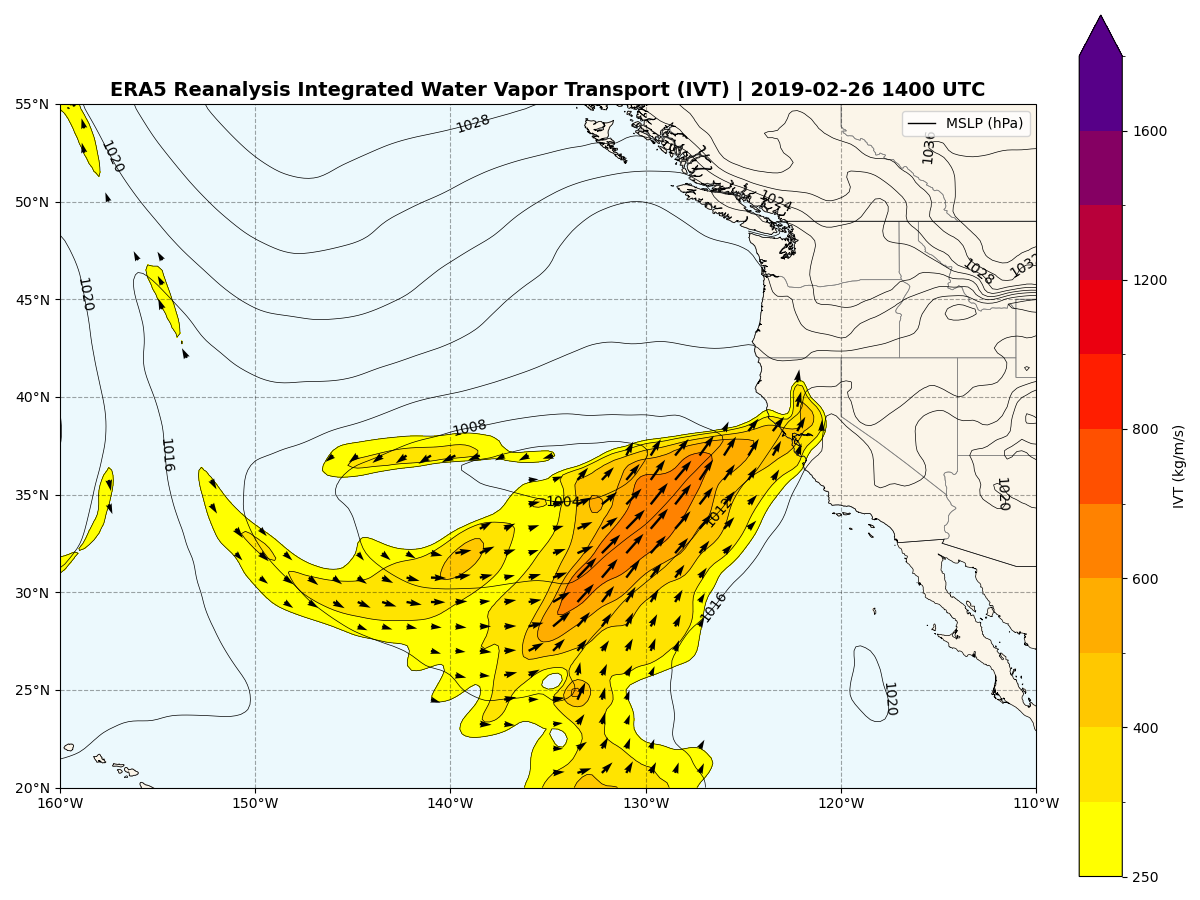 ERA5 Reanalysis Integrated Water Vapor Transport (IVT) | 2019-02-26 1400 UTC
MSLP (hPa)
55°N
50°N
45°N
40°N
35°N
30°N
25°N
20°N
160°W
150°W
140°W
130°W
120°W
110°W
1028
1020
1036
1024
1028
1032
1020
1008
1016
1004
1012
1020
1016
1020
1600
1200
800
600
400
250
IVT (kg/m/s)